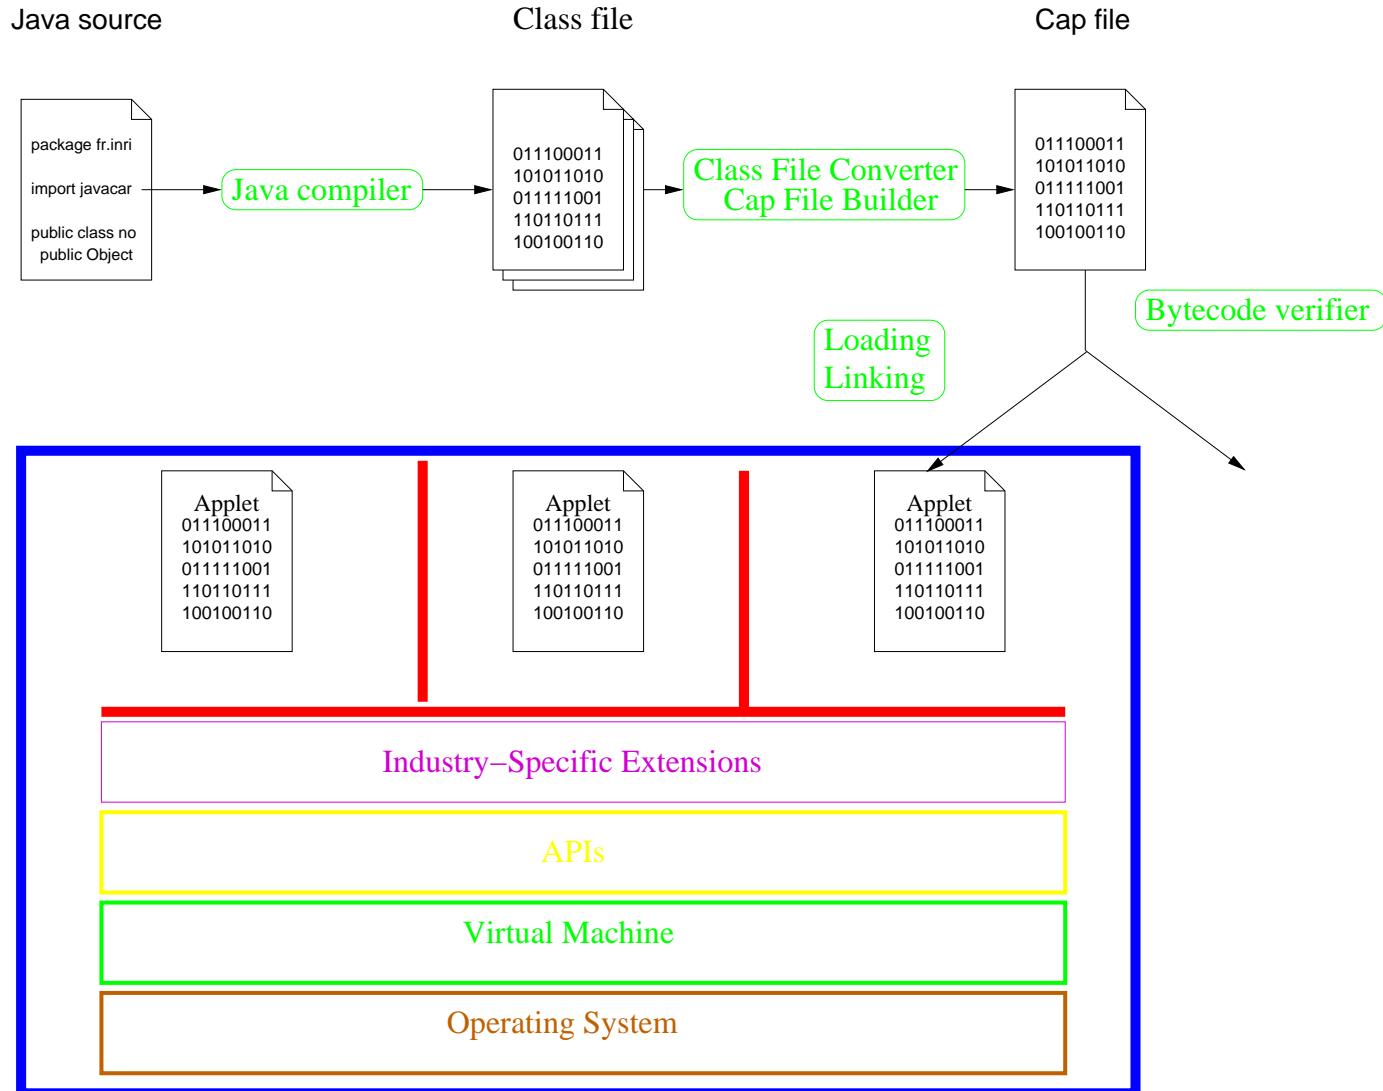 Java source
Class file
Cap file
package fr.inri
import javacar
public class no
public Object
Java compiler
011100011
101011010
011111001
110110111
100100110
Class File Converter
Cap File Builder
011100011
101011010
011111001
110110111
100100110
Bytecode verifier
Loading
Linking
Applet
011100011
101011010
011111001
110110111
100100110
Applet
011100011
101011010
011111001
110110111
100100110
Applet
011100011
101011010
011111001
110110111
100100110
Industry−Specific Extensions
APIs
Virtual Machine
Operating System